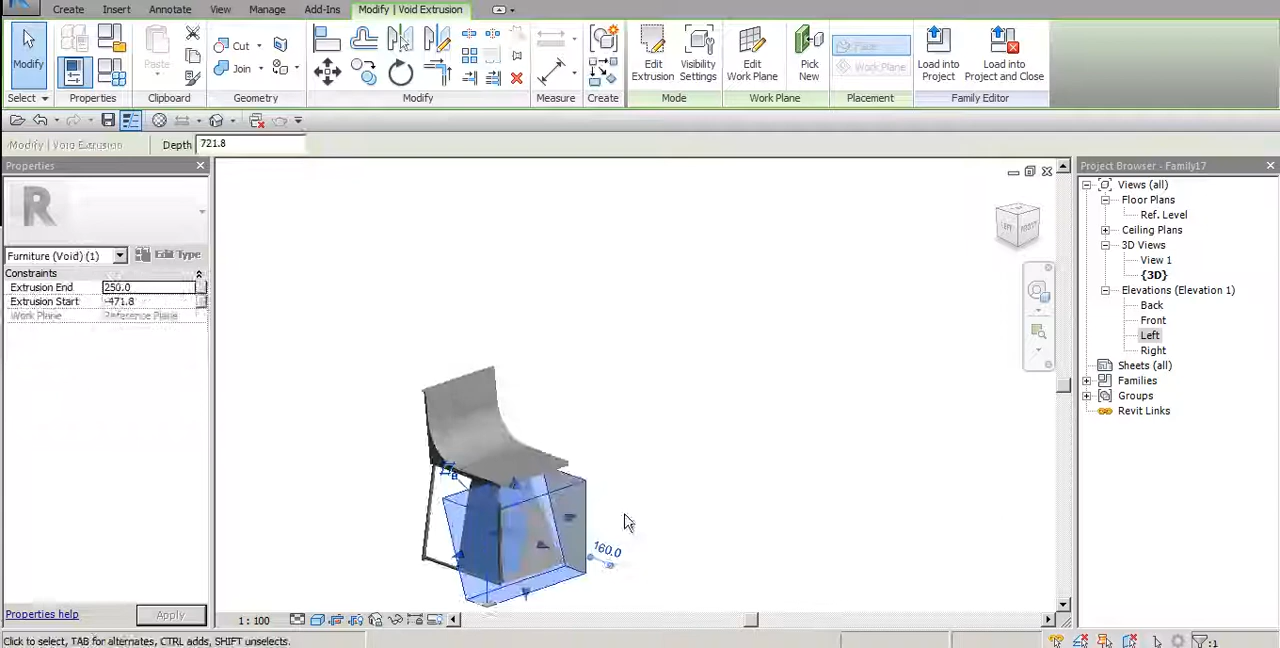 Create Insert Annotate View Manage Add-Ins Modify | Void Extrusion
Modify
Paste
Cut
Join
Edit Extrusion
Visibility Settings
Edit Work Plane
Pick New
Work Plane
Load into Project
Load into Project and Close
Select Properties Clipboard Geometry Modify Measure Create Mode Work Plane Placement Family Editor
Modify | Void Extrusion Depth 721.8
Properties
R
Furniture (Void) (1) Edit Type
Constraints
Extrusion End 250.0
Extrusion Start -471.8
Work Plane Reference Plane
Properties help Apply
LEFT
160.0
1 : 100
Project Browser - Family17
Views (all)
Floor Plans
Ref. Level
Ceiling Plans
3D Views
View 1
{3D}
Elevations (Elevation 1)
Back
Front
Left
Right
Sheets (all)
Families
Groups
Revit Links
Click to select, TAB for alternates, CTRL adds, SHIFT unselects.
:1